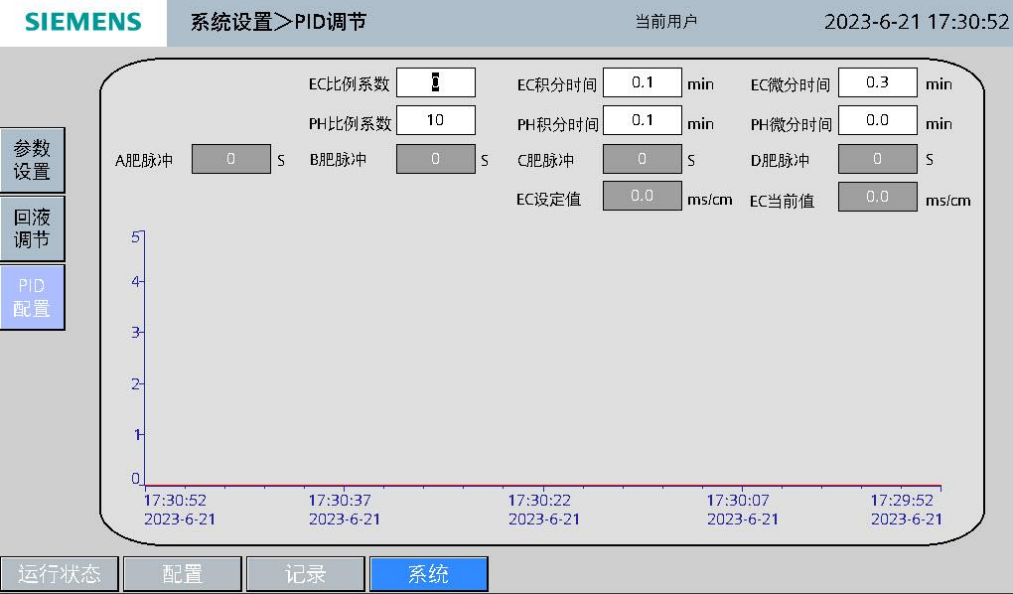 SIEMENS 系统设置＞PID调节 当前用户 2023-6-21 17:30:52
EC比例系数 0 EC积分时间 0.1 min EC微分时间 0.3 min
PH比例系数 10 PH积分时间 0.1 min PH微分时间 0.0 min
A肥脉冲 0 S B肥脉冲 0 S C肥脉冲 0 S D肥脉冲 0 S
EC设定值 0.0 ms/cm EC当前值 0.0 ms/cm
参数
设置
回液
调节
PID
配置
5
4
3
2
1
0
17:30:52 17:30:37 17:30:22 17:30:07 17:29:52
2023-6-21 2023-6-21 2023-6-21 2023-6-21 2023-6-21
运行状态 配置 记录 系统